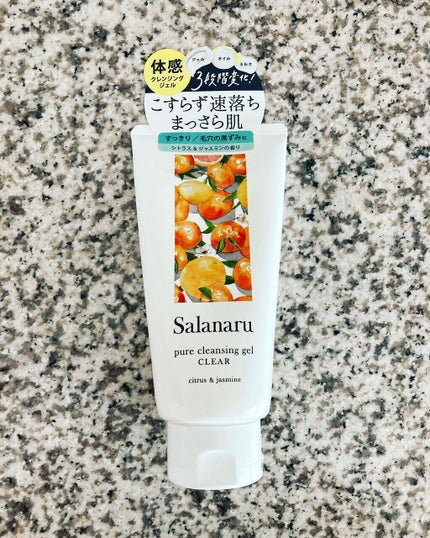 体感
クレンジング
ジェル
ジェル
オイル
ミルク
3段階変化!
こすらず速落ち
まっさら肌
すっきり/毛穴の黒ずみに
シトラス&ジャスミンの香り
Salanaru
pure cleansing gel
CLEAR
citrus & jasmine